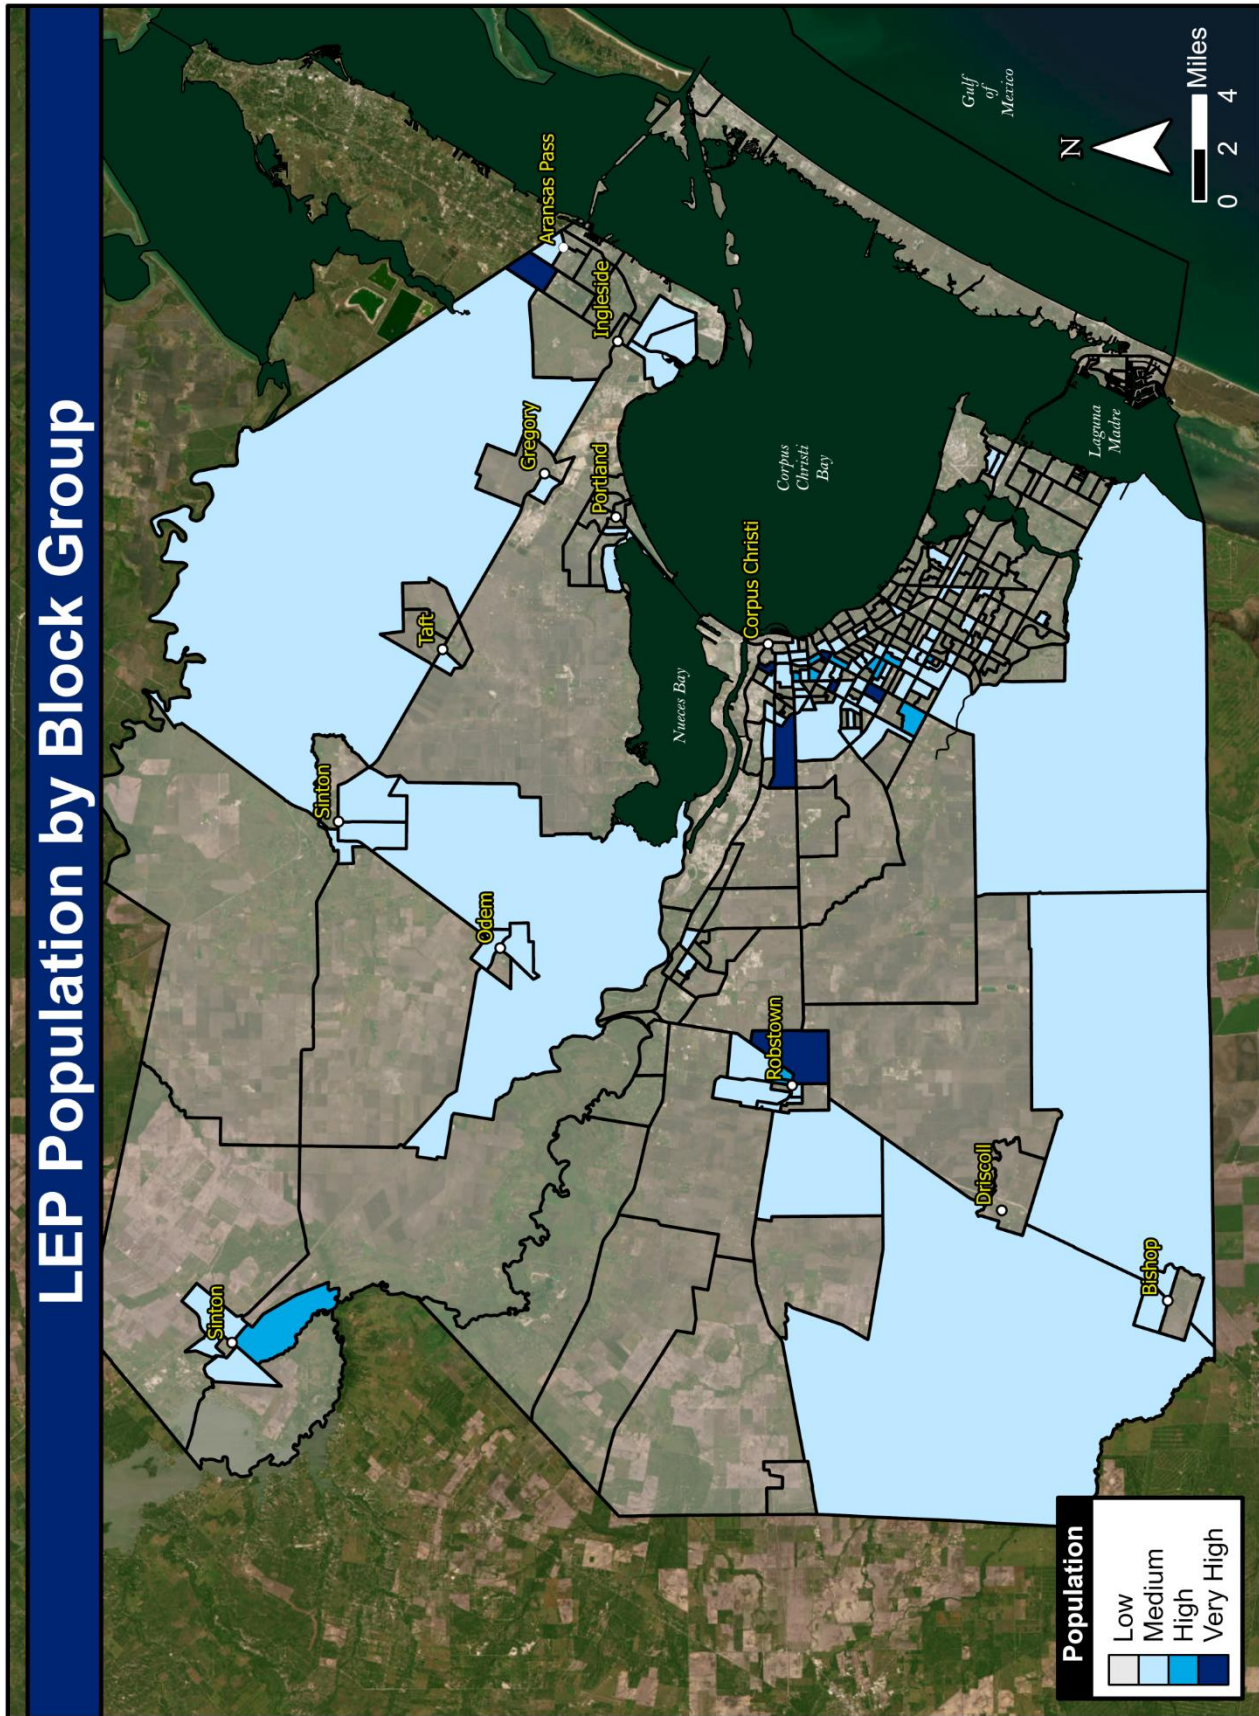 LEP Population by Block Group
Sinton
Sinton
Odem
Taft
Gregory
Ingleside
Aransas Pass
Portland
Nueces Bay
Corpus
Christi
Bay
Corpus Christi
Robstown
Driscoll
Bishop
Laguna
Madre
Gulf
of
Mexico
N
0 2 4 Miles
Population
Low
Medium
High
Very High